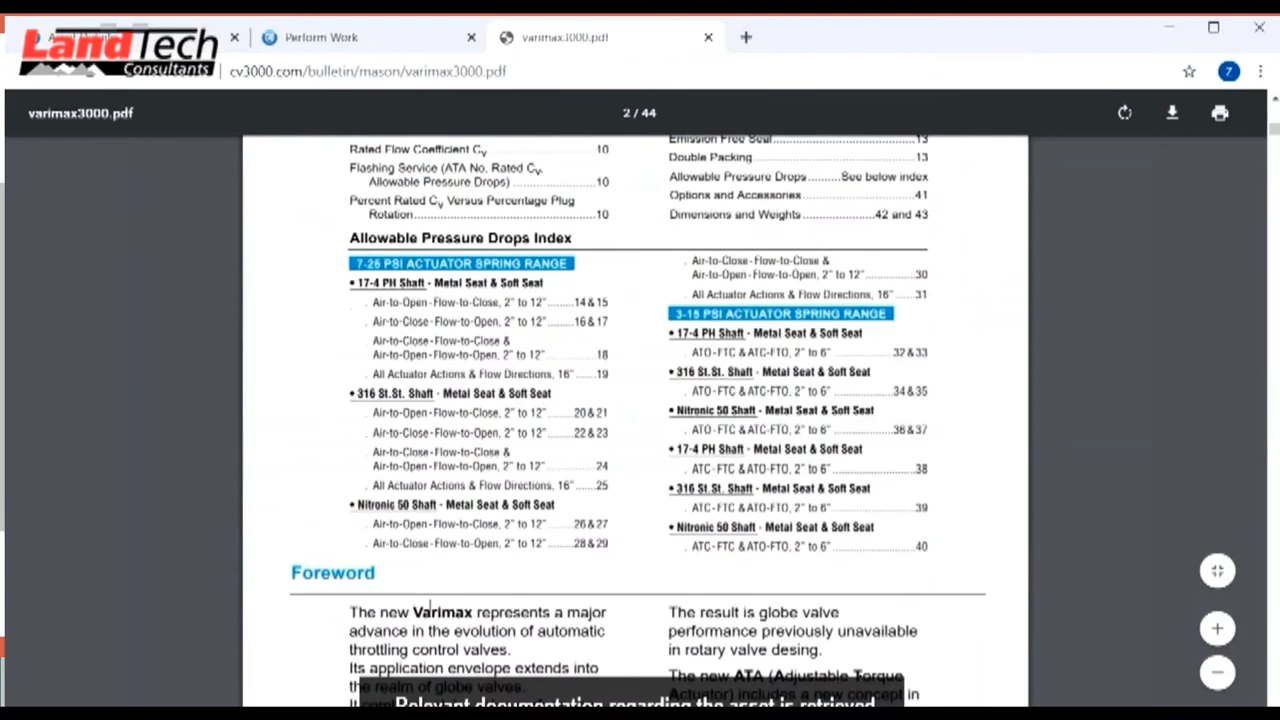 LandTech
Consultants
Perform Work
varimax3000.pdf
cv3000.com/bulletin/mason/varimax3000.pdf
7
varimax3000.pdf
2 / 44
Rated Flow Coefficient Cv 10
Flashing Service (ATA No. Rated Cv,
Allowable Pressure Drops) 10
Percent Rated Cv Versus Percentage Plug
Rotation 10
Emission Free Seal 13
Double Packing 13
Allowable Pressure Drops See below index
Options and Accessories 41
Dimensions and Weights 42 and 43
Allowable Pressure Drops Index
7-26 PSI ACTUATOR SPRING RANGE
• 17-4 PH Shaft - Metal Seat & Soft Seat
. Air-to-Open-Flow-to-Close, 2" to 12" 14 & 15
. Air-to-Close-Flow-to-Open, 2" to 12" 16 & 17
. Air-to-Close-Flow-to-Close &
Air-to-Open-Flow-to-Open, 2" to 12" 18
. All Actuator Actions & Flow Directions, 16" 19
• 316 St.St. Shaft - Metal Seat & Soft Seat
. Air-to-Open-Flow-to-Close, 2" to 12" 20 & 21
. Air-to-Close-Flow-to-Open, 2" to 12" 22 & 23
. Air-to-Close-Flow-to-Close &
Air-to-Open-Flow-to-Open, 2" to 12" 24
. All Actuator Actions & Flow Directions, 16" 25
• Nitronic 50 Shaft - Metal Seat & Soft Seat
. Air-to-Open-Flow-to-Close, 2" to 12" 26 & 27
. Air-to-Close-Flow-to-Open, 2" to 12" 28 & 29
. Air-to-Close-Flow-to-Close &
Air-to-Open-Flow-to-Open, 2" to 12" 30
. All Actuator Actions & Flow Directions, 16" 31
3-15 PSI ACTUATOR SPRING RANGE
• 17-4 PH Shaft - Metal Seat & Soft Seat
. ATO-FTC & ATC-FTO, 2" to 6" 32 & 33
• 316 St.St. Shaft - Metal Seat & Soft Seat
. ATO-FTC & ATC-FTO, 2" to 6" 34 & 35
• Nitronic 50 Shaft - Metal Seat & Soft Seat
. ATO-FTC & ATC-FTO, 2" to 6" 36 & 37
• 17-4 PH Shaft - Metal Seat & Soft Seat
. ATC-FTC & ATO-FTO, 2" to 6" 38
• 316 St.St. Shaft - Metal Seat & Soft Seat
. ATC-FTC & ATO-FTO, 2" to 6" 39
• Nitronic 50 Shaft - Metal Seat & Soft Seat
. ATC-FTC & ATO-FTO, 2" to 6" 40
Foreword
The new Varimax represents a major
advance in the evolution of automatic
throttling control valves.
Its application envelope extends into
the realm of globe valves.
The result is globe valve
performance previously unavailable
in rotary valve desing.
The new ATA (Adjustable Torque
Actuator) includes a new concept in
Relevant documentation regarding the asset is retrieved